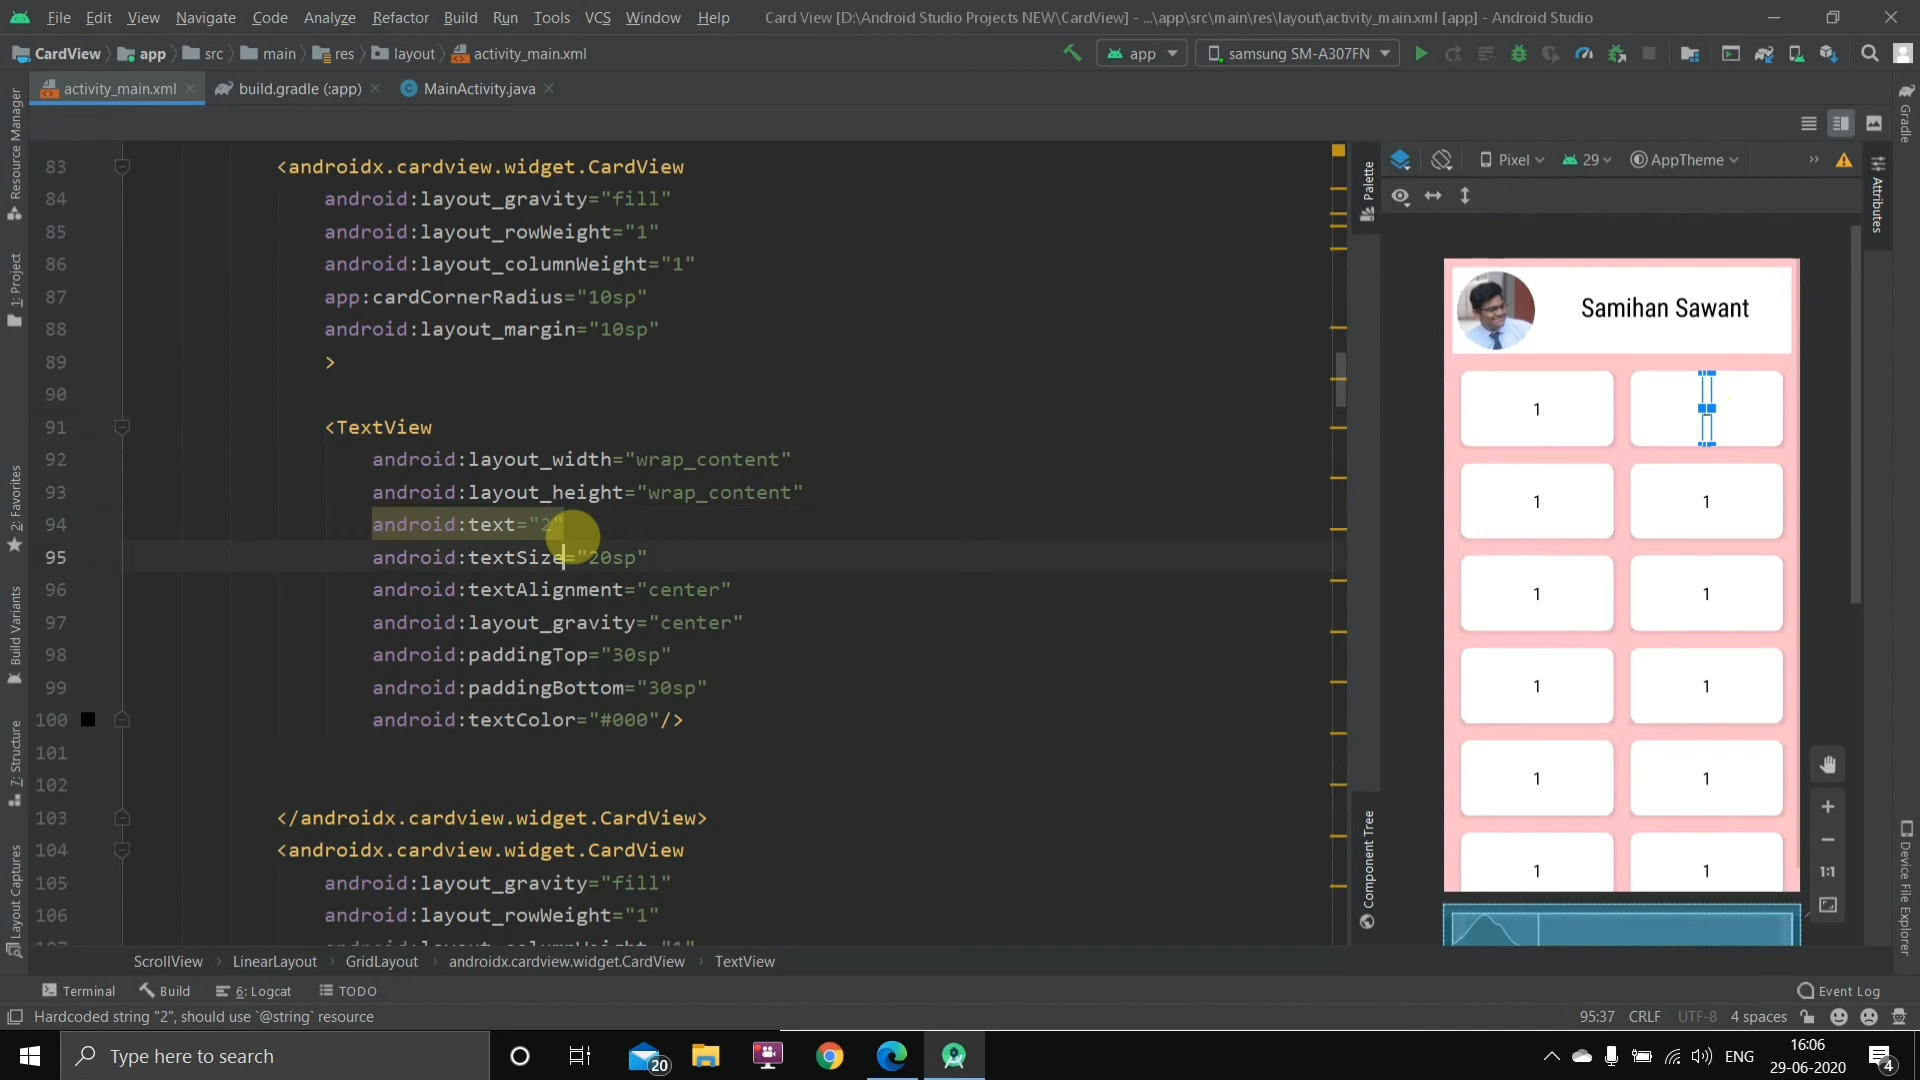 File Edit View Navigate Code Analyze Refactor Build Run Tools VCS Window Help Card View [D:\Android Studio Projects NEW\CardView] - ...\app\src\main\res\layout\activity_main.xml [app] - Android Studio
CardView app src main res layout activity_main.xml app samsung SM-A307FN
activity_main.xml build.gradle (:app) MainActivity.java
Resource Manager
1: Project
2: Favorites
Build Variants
7: Structure
Layout Captures
83 <androidx.cardview.widget.CardView
84 android:layout_gravity="fill"
85 android:layout_rowWeight="1"
86 android:layout_columnWeight="1"
87 app:cardCornerRadius="10sp"
88 android:layout_margin="10sp"
89 >
90
91 <TextView
92 android:layout_width="wrap_content"
93 android:layout_height="wrap_content"
94 android:text="2"
95 android:textSize="20sp"
96 android:textAlignment="center"
97 android:layout_gravity="center"
98 android:paddingTop="30sp"
99 android:paddingBottom="30sp"
100 android:textColor="#000"/>
101
102
103 </androidx.cardview.widget.CardView>
104 <androidx.cardview.widget.CardView
105 android:layout_gravity="fill"
106 android:layout_rowWeight="1"
Palette
Component Tree
Pixel 29 AppTheme
Samihan Sawant
1
1 1
1 1
1 1
1 1
1 1
1:1
Gradle
Attributes
Device File Explorer
ScrollView LinearLayout GridLayout androidx.cardview.widget.CardView TextView
Terminal Build 6: Logcat TODO Event Log
Hardcoded string "2", should use `@string` resource 95:37 CRLF UTF-8 4 spaces
Type here to search 20 ENG 16:06
29-06-2020 4